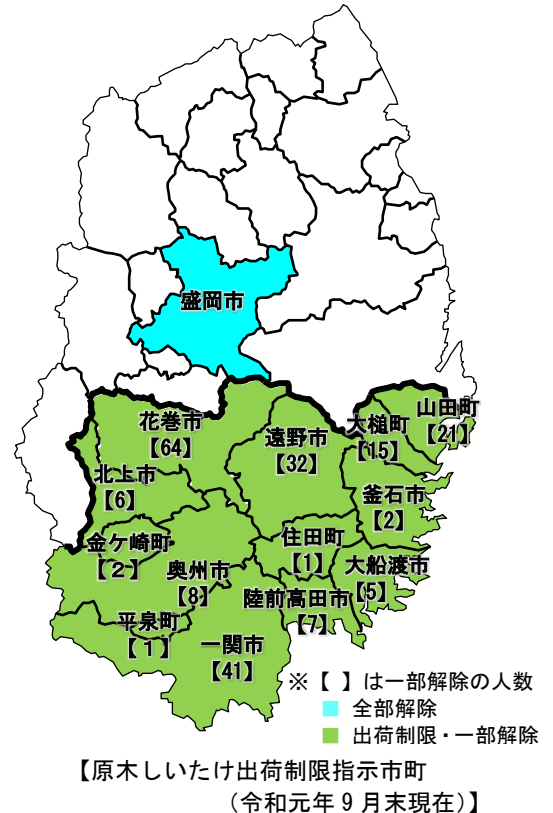 盛岡市
花巻市
【64】
遠野市
【32】
大槌町
【15】
山田町
【21】
北上市
【6】
釜石市
【2】
金ケ崎町
【2】
奥州市
【8】
住田町
【1】
大船渡市
【5】
陸前高田市
【7】
平泉町
【1】
一関市
【41】
※【 】は一部解除の人数
全部解除
出荷制限・一部解除
【原木しいたけ出荷制限指示市町
（令和元年9月末現在）】